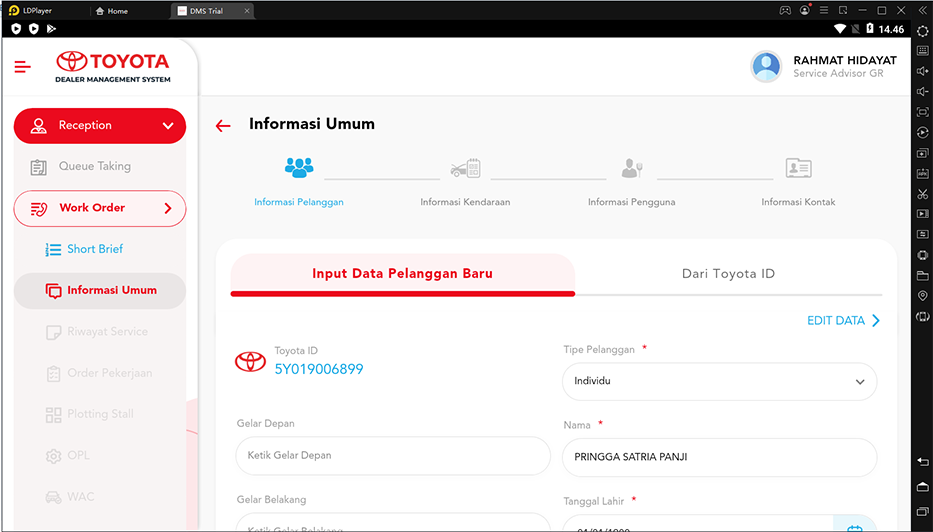 LDPlayer
Home
DMS Trial
14.46
TOYOTA
DEALER MANAGEMENT SYSTEM
RAHMAT HIDAYAT
Service Advisor GR
Reception
Queue Taking
Work Order
Short Brief
Informasi Umum
Riwayat Service
Order Pekerjaan
Plotting Stall
OPL
WAC
Informasi Umum
Informasi Pelanggan
Informasi Kendaraan
Informasi Pengguna
Informasi Kontak
Input Data Pelanggan Baru
Dari Toyota ID
EDIT DATA
Toyota ID
5Y019006899
Tipe Pelanggan *
Individu
Gelar Depan
Ketik Gelar Depan
Nama *
PRINGGA SATRIA PANJI
Gelar Belakang
Ketik Gelar Belakang
Tanggal Lahir *